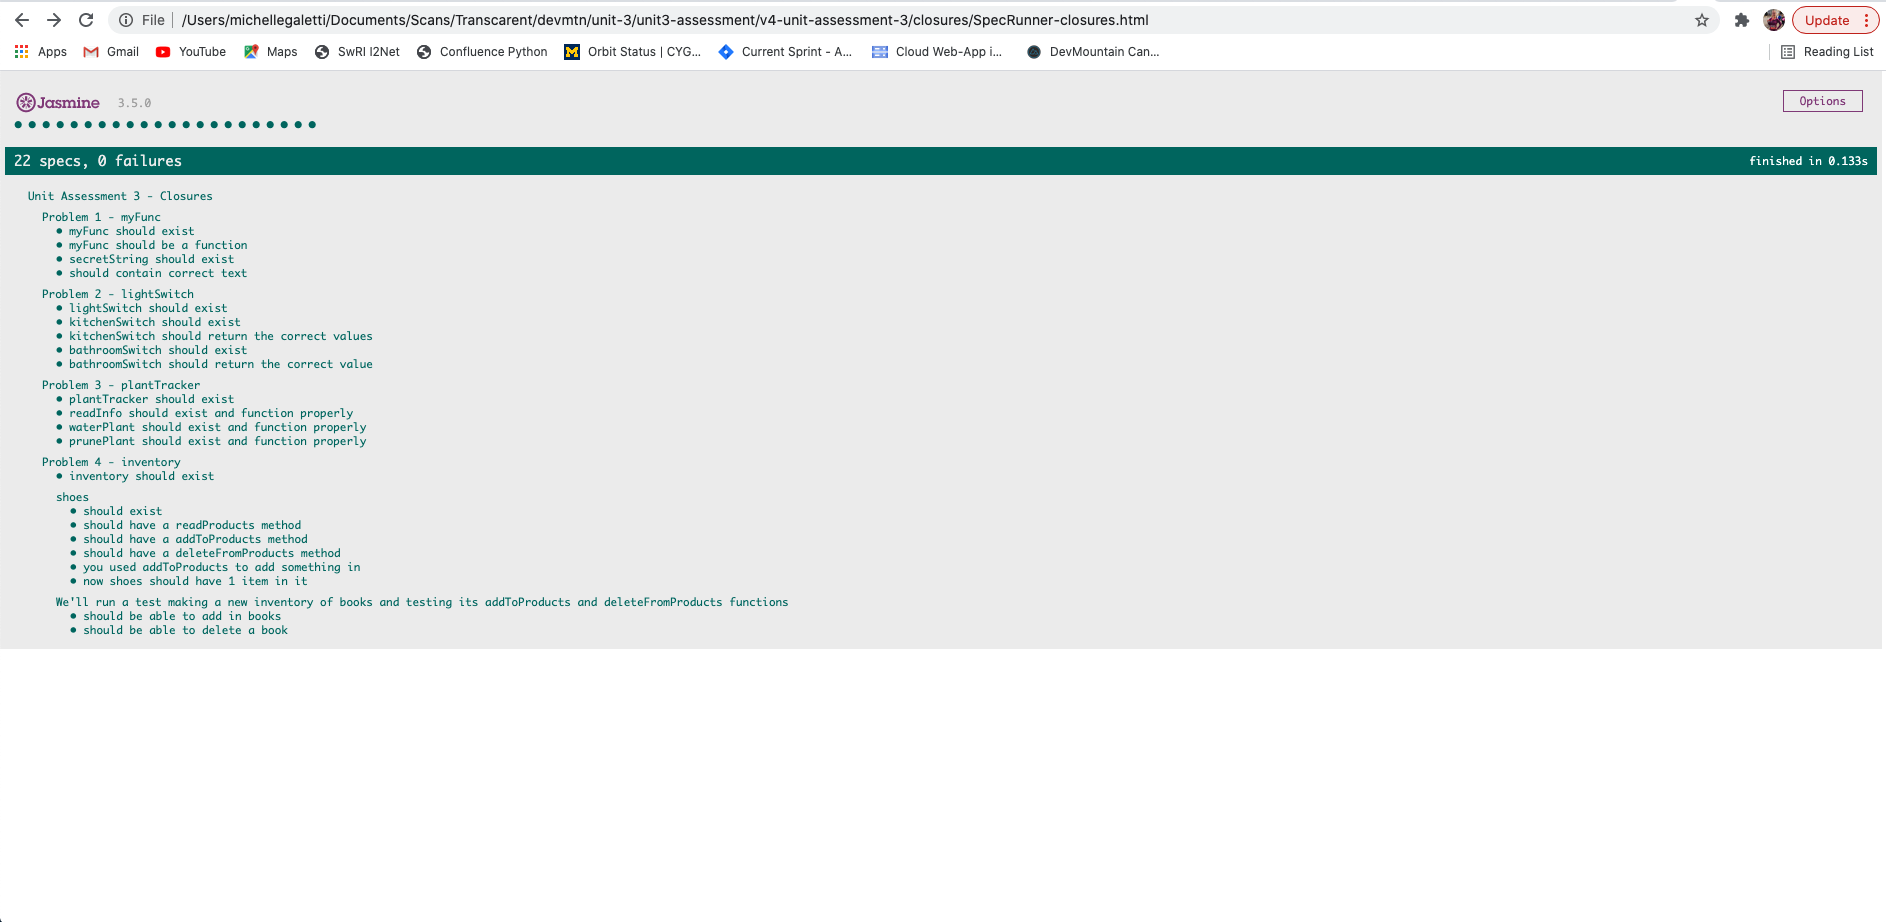 File /Users/michellegaletti/Documents/Scans/Transcarent/devmtn/unit-3/unit3-assessment/v4-unit-assessment-3/closures/SpecRunner-closures.html Update
Apps Gmail YouTube Maps SwRI I2Net Confluence Python Orbit Status | CYG... Current Sprint - A... Cloud Web-App i... DevMountain Can... Reading List
Jasmine 3.5.0 Options
22 specs, 0 failures finished in 0.133s
Unit Assessment 3 - Closures
Problem 1 - myFunc
• myFunc should exist
• myFunc should be a function
• secretString should exist
• should contain correct text
Problem 2 - lightSwitch
• lightSwitch should exist
• kitchenSwitch should exist
• kitchenSwitch should return the correct values
• bathroomSwitch should exist
• bathroomSwitch should return the correct value
Problem 3 - plantTracker
• plantTracker should exist
• readInfo should exist and function properly
• waterPlant should exist and function properly
• prunePlant should exist and function properly
Problem 4 - inventory
• inventory should exist
shoes
• should exist
• should have a readProducts method
• should have a addToProducts method
• should have a deleteFromProducts method
• you used addToProducts to add something in
• now shoes should have 1 item in it
We'll run a test making a new inventory of books and testing its addToProducts and deleteFromProducts functions
• should be able to add in books
• should be able to delete a book